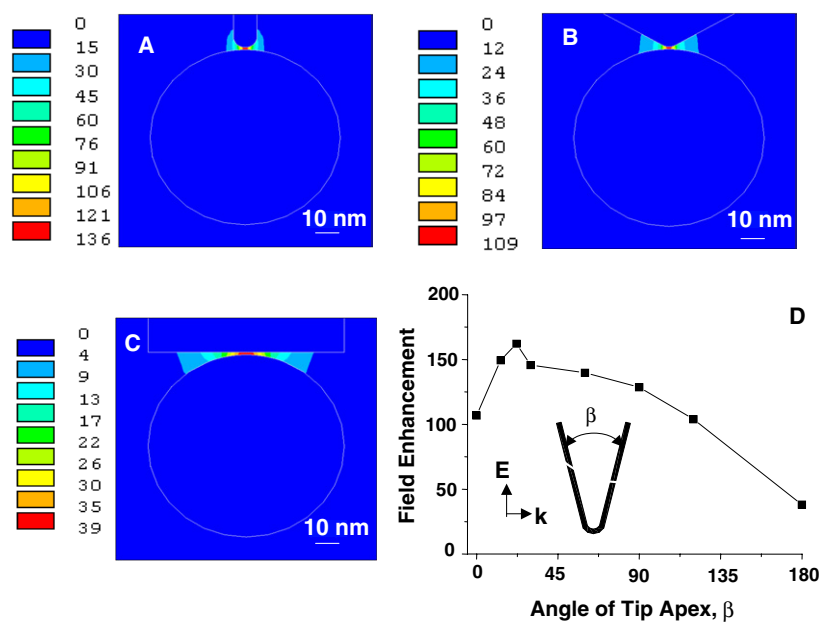 A
0
15
30
45
60
76
91
106
121
136
10 nm
B
0
12
24
36
48
60
72
84
97
109
10 nm
C
0
4
9
13
17
22
26
30
35
39
10 nm
D
Field Enhancement
200
150
100
50
0
β
E
k
0 45 90 135 180
Angle of Tip Apex, β